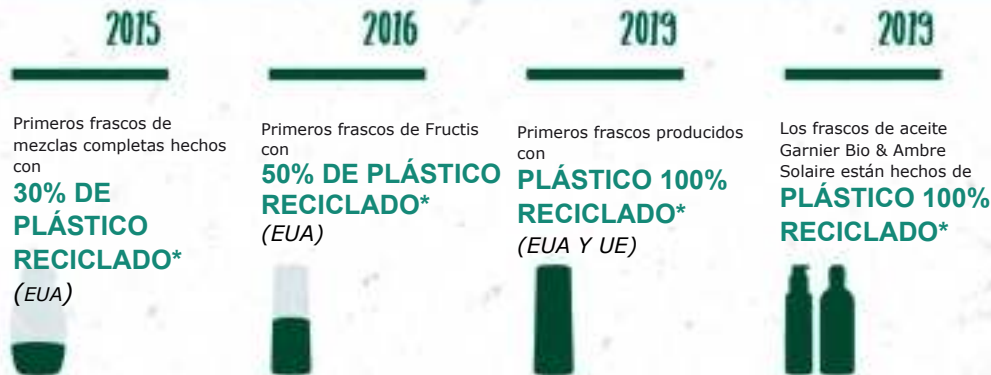 2015
Primeros frascos de
mezclas completas hechos
con
30% DE
PLÁSTICO
RECICLADO*
(EUA)
2016
Primeros frascos de Fructis
con
50% DE PLÁSTICO
RECICLADO*
(EUA)
2019
Primeros frascos producidos
con
PLÁSTICO 100%
RECICLADO*
(EUA Y UE)
2019
Los frascos de aceite
Garnier Bio & Ambre
Solaire están hechos de
PLÁSTICO 100%
RECICLADO*